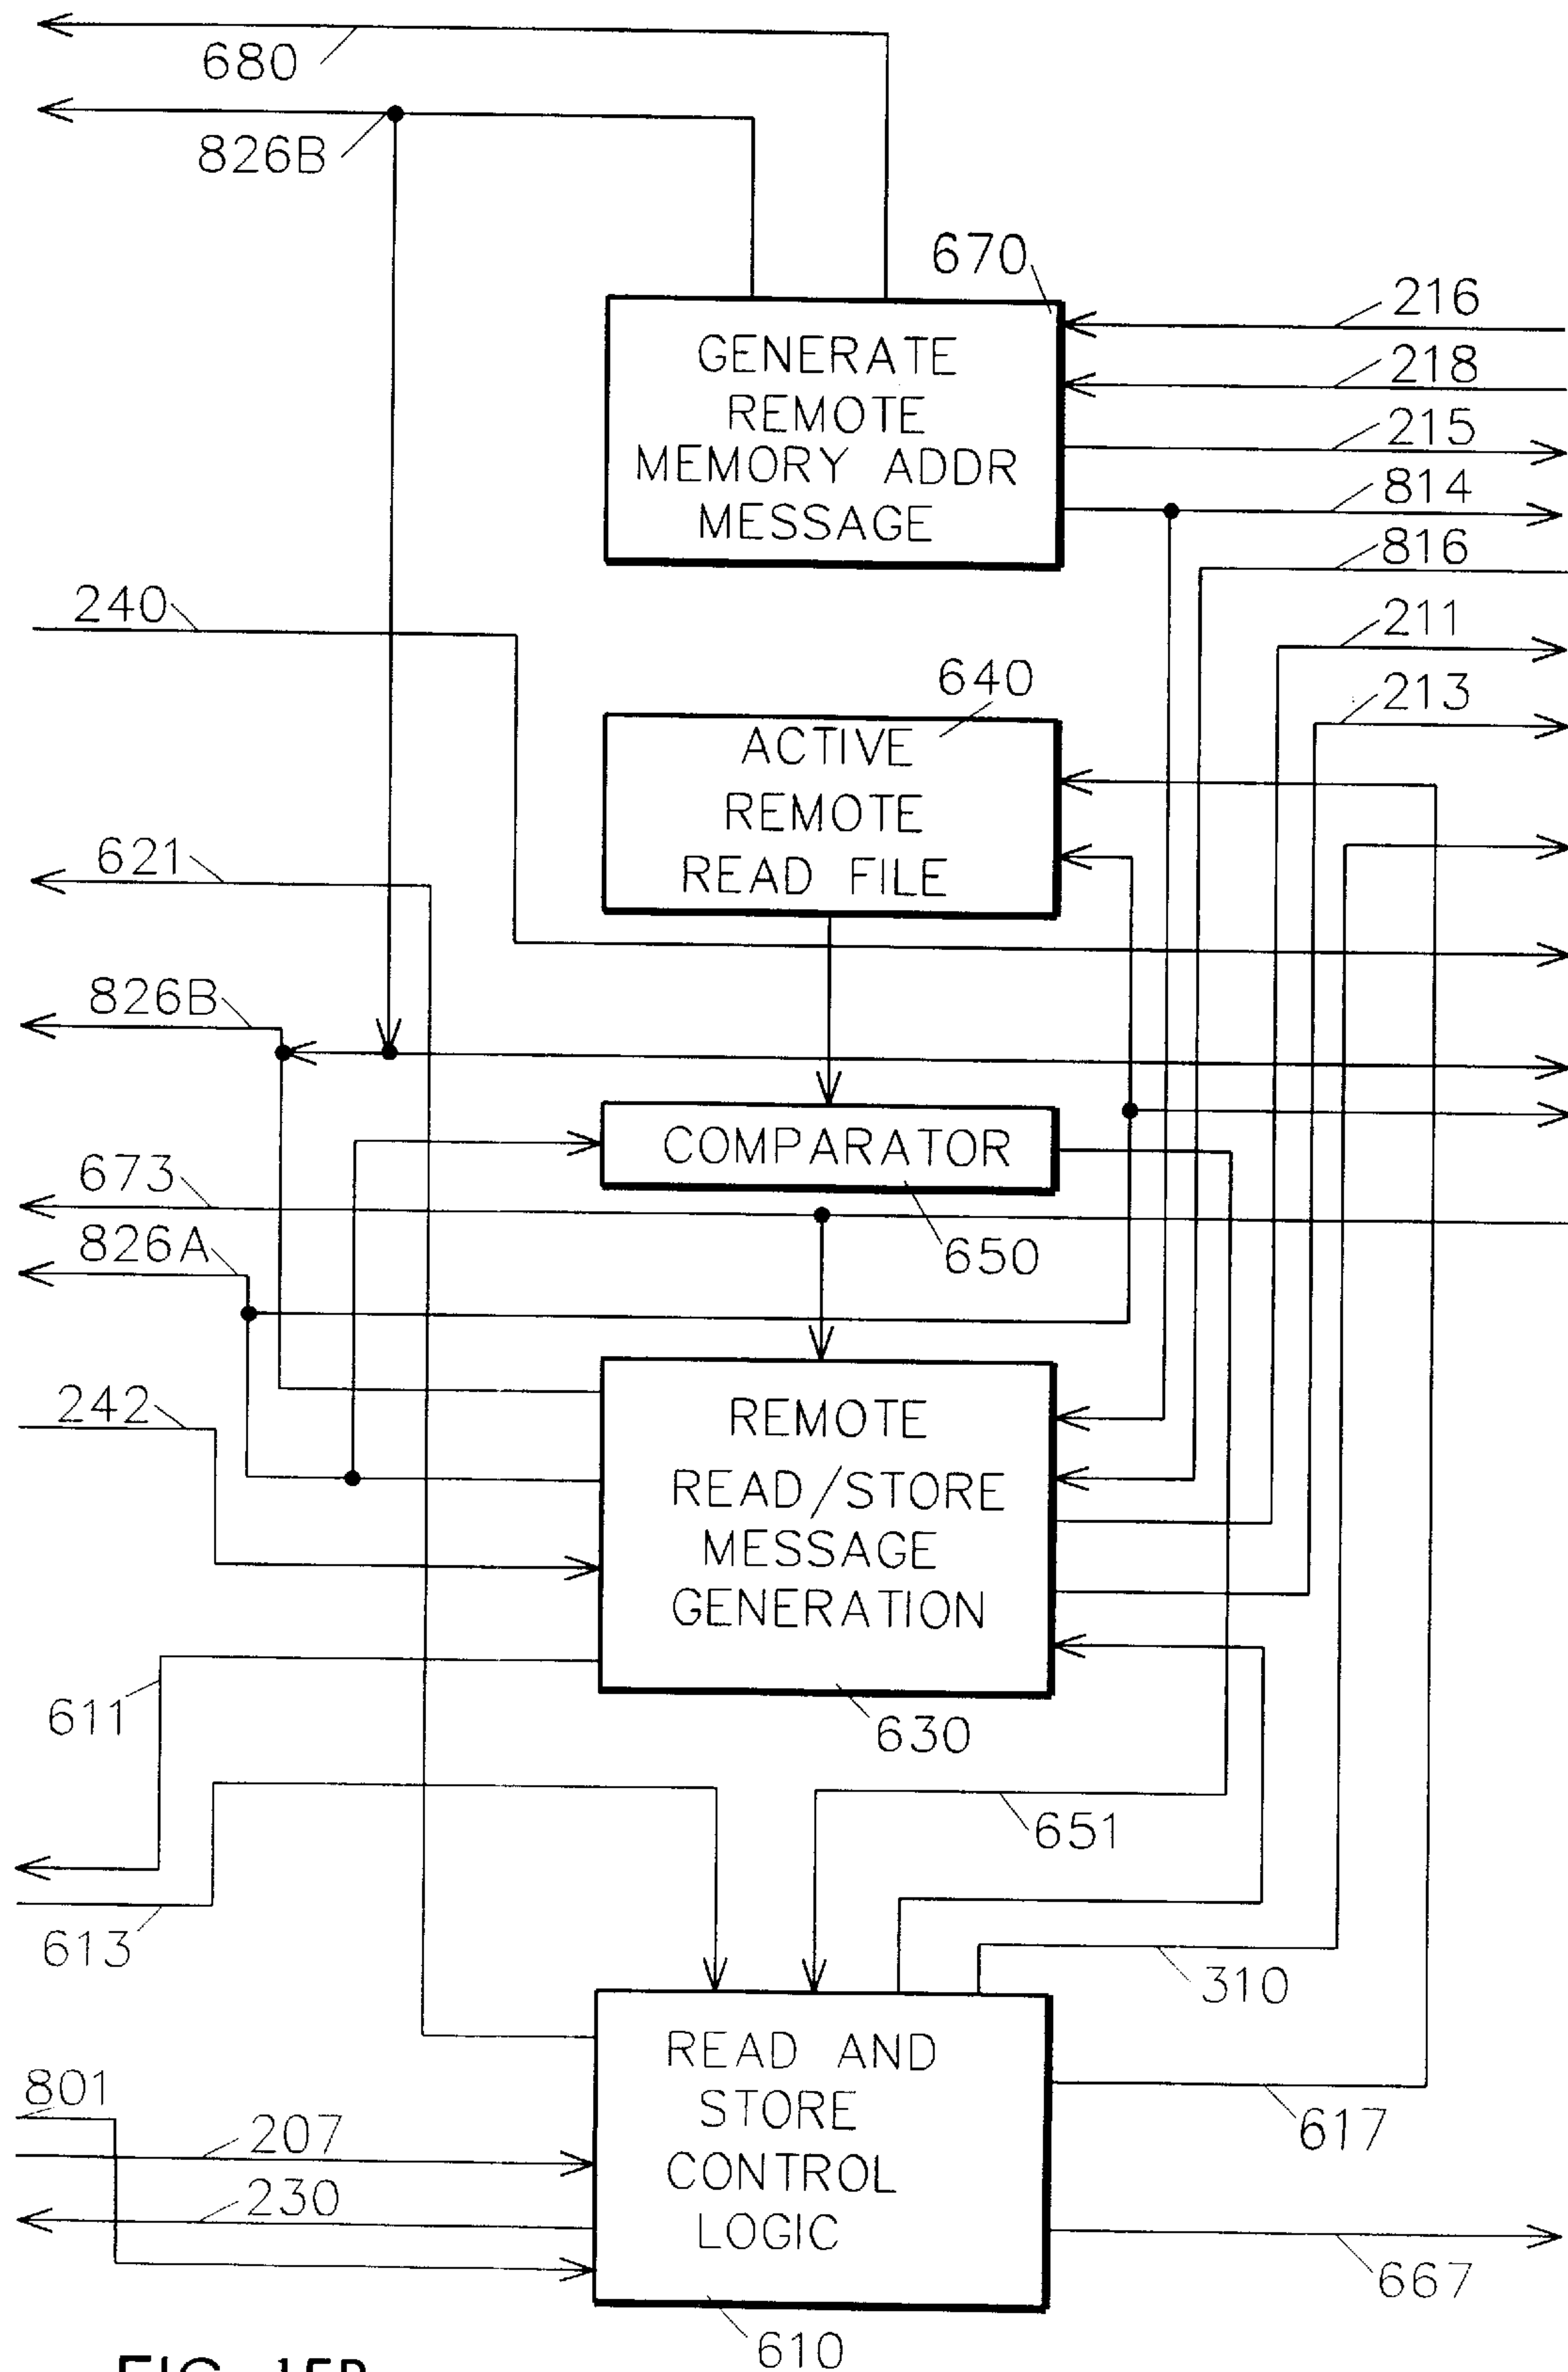 680
826B
670
216
GENERATE
REMOTE
MEMORY ADDR
MESSAGE
218
215
814
816
240
211
640
213
ACTIVE
REMOTE
READ FILE
621
826B
COMPARATOR
673
826A
650
242
REMOTE
READ/STORE
MESSAGE
GENERATION
611
630
651
613
310
READ AND
STORE
CONTROL
LOGIC
801
207
617
230
667
610